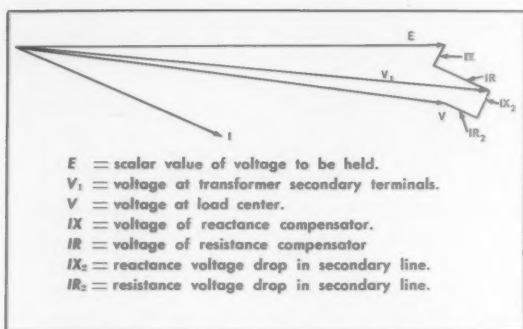 E
IX
V₁
IR
IX₂
V
IR₂
I
E = scalar value of voltage to be held.
V₁ = voltage at transformer secondary terminals.
V = voltage at load center.
IX = voltage of reactance compensator.
IR = voltage of resistance compensator
IX₂ = reactance voltage drop in secondary line.
IR₂ = resistance voltage drop in secondary line.